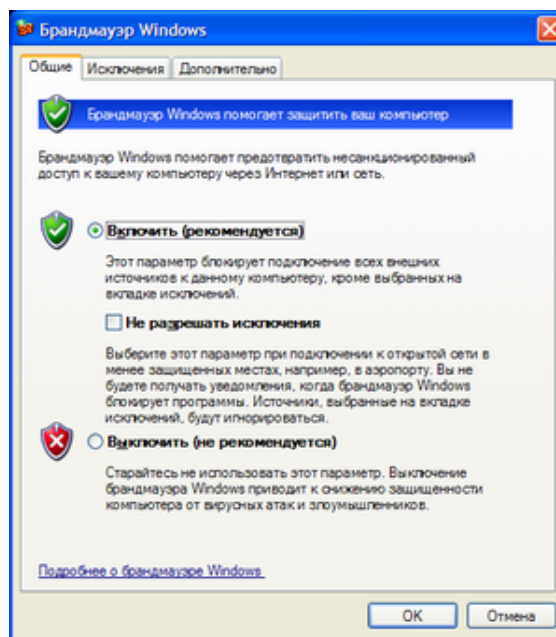 Брандмауэр Windows
Общие Исключения Дополнительно
Брандмауэр Windows помогает защитить ваш компьютер
Брандмауэр Windows помогает предотвратить несанкционированный
доступ к вашему компьютеру через Интернет или сеть.
Включить (рекомендуется)
Этот параметр блокирует подключение всех внешних
источников к данному компьютеру, кроме выбранных на
вкладке исключений.
Не разрешать исключения
Выберите этот параметр при подключении к открытой сети в
менее защищенных местах, например, в аэропорту. Вы не
будете получать уведомления, когда брандмауэр Windows
блокирует программы. Источники, выбранные на вкладке
исключений, будут игнорироваться.
Выключить (не рекомендуется)
Старайтесь не использовать этот параметр. Выключение
брандмауэра Windows приводит к снижению защищенности
компьютера от вирусных атак и злоумышленников.
Подробнее о брандмауэре Windows
OK Отмена